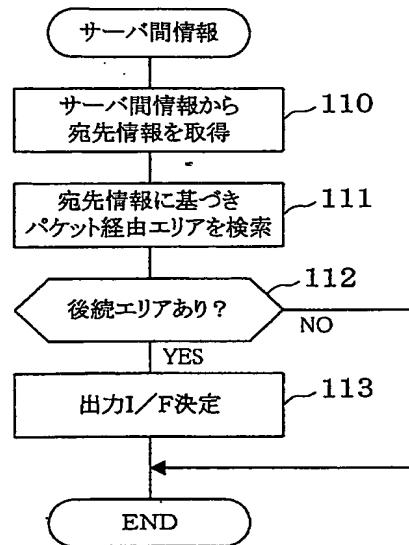 サーバ間情報
サーバ間情報から
宛先情報を取得
110
宛先情報に基づき
パケット経由エリアを検索
111
後続エリアあり？
112
NO
YES
出力I／F決定
113
END